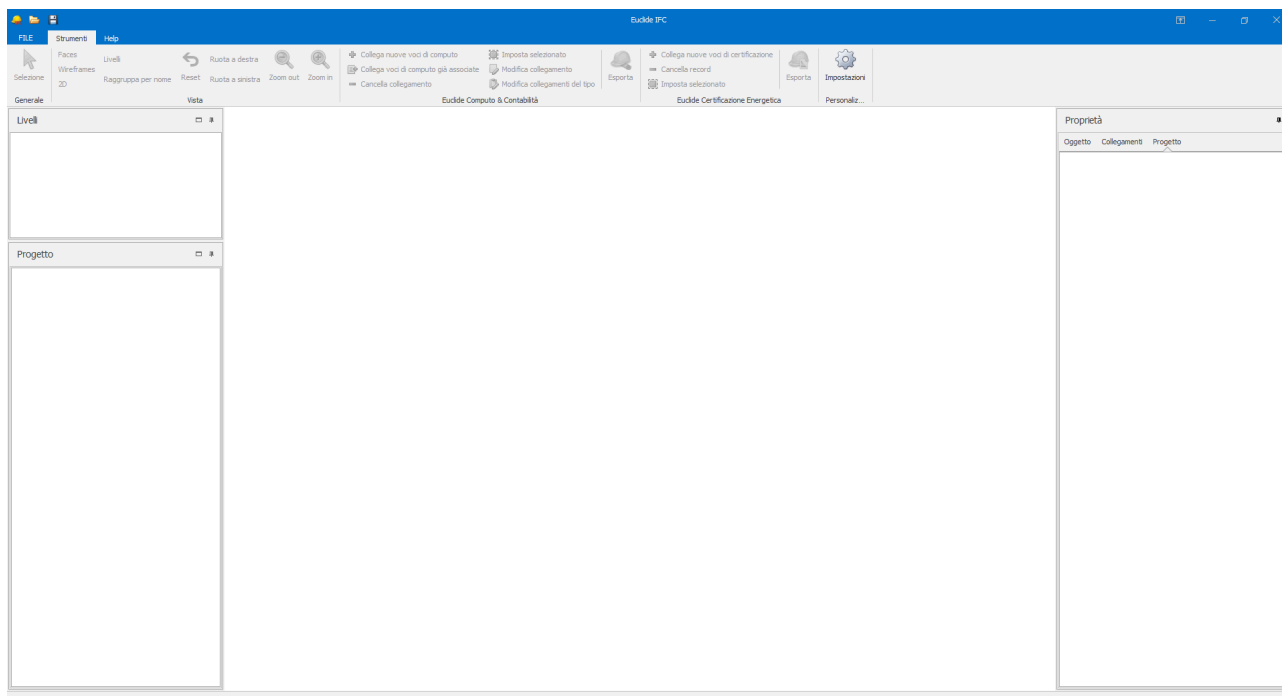 Euclide IFC
FILE Strumenti Help
Selezione
Faces
Wireframes
2D
Livelli
Raggruppa per nome
Reset
Ruota a destra
Ruota a sinistra
Zoom out
Zoom in
Collega nuove voci di computo
Collega voci di computo già associate
Cancella collegamento
Imposta selezionato
Modifica collegamento
Modifica collegamenti del tipo
Esporta
Collega nuove voci di certificazione
Cancella record
Imposta selezionato
Esporta
Impostazioni
Generale
Vista
Euclide Computo & Contabilità
Euclide Certificazione Energetica
Personaliz...
Livelli
Progetto
Proprietà
Oggetto Collegamenti Progetto